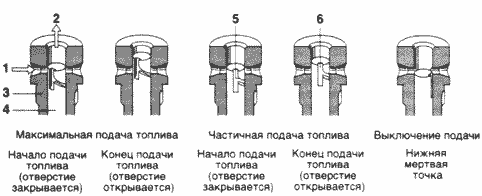 2
5
6
1
3
4
Максимальная подача топлива
Частичная подача топлива
Выключение подачи
Начало подачи
топлива
(отверстие
закрывается)
Конец подачи
топлива
(отверстие
открывается)
Начало подачи
топлива
(отверстие
закрывается)
Конец подачи
топлива
(отверстие
открывается)
Нижняя
мертвая
точка